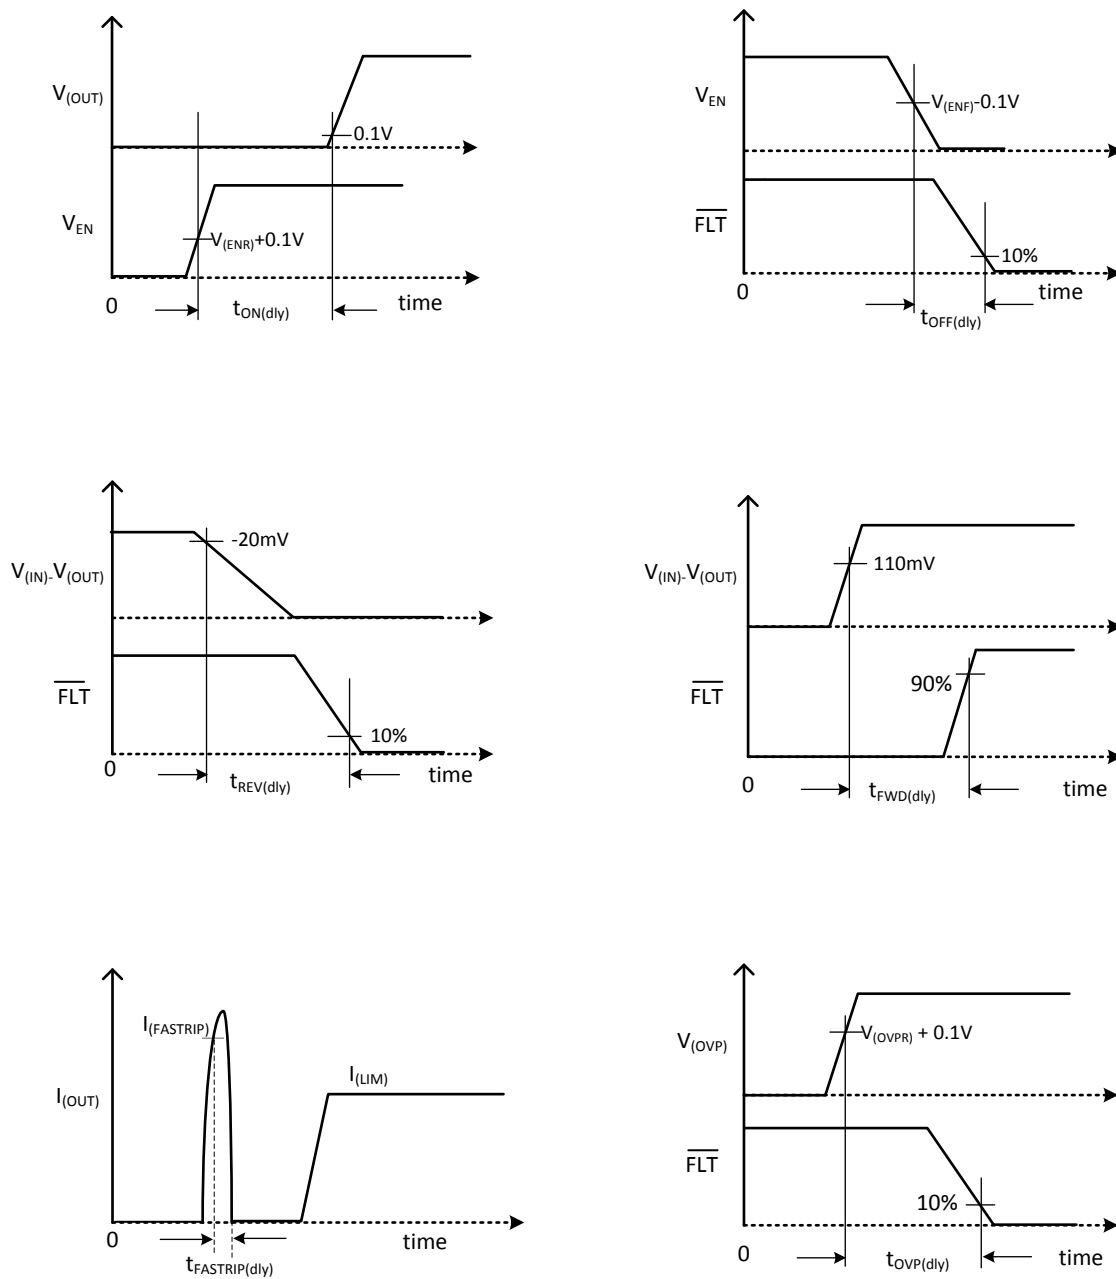 V(OUT)
0.1V
VEN
V(ENR)+0.1V
0
tON(dly)
time
VEN
V(ENF)-0.1V
FLT
10%
0
tOFF(dly)
time
-20mV
V(IN)-V(OUT)
FLT
10%
0
tREV(dly)
time
V(IN)-V(OUT)
110mV
FLT
90%
0
tFWD(dly)
time
I(FASTRIP)
I(LIM)
I(OUT)
0
time
tFASTRIP(dly)
V(OVP)
V(OVPR) + 0.1V
FLT
10%
0
tOVP(dly)
time